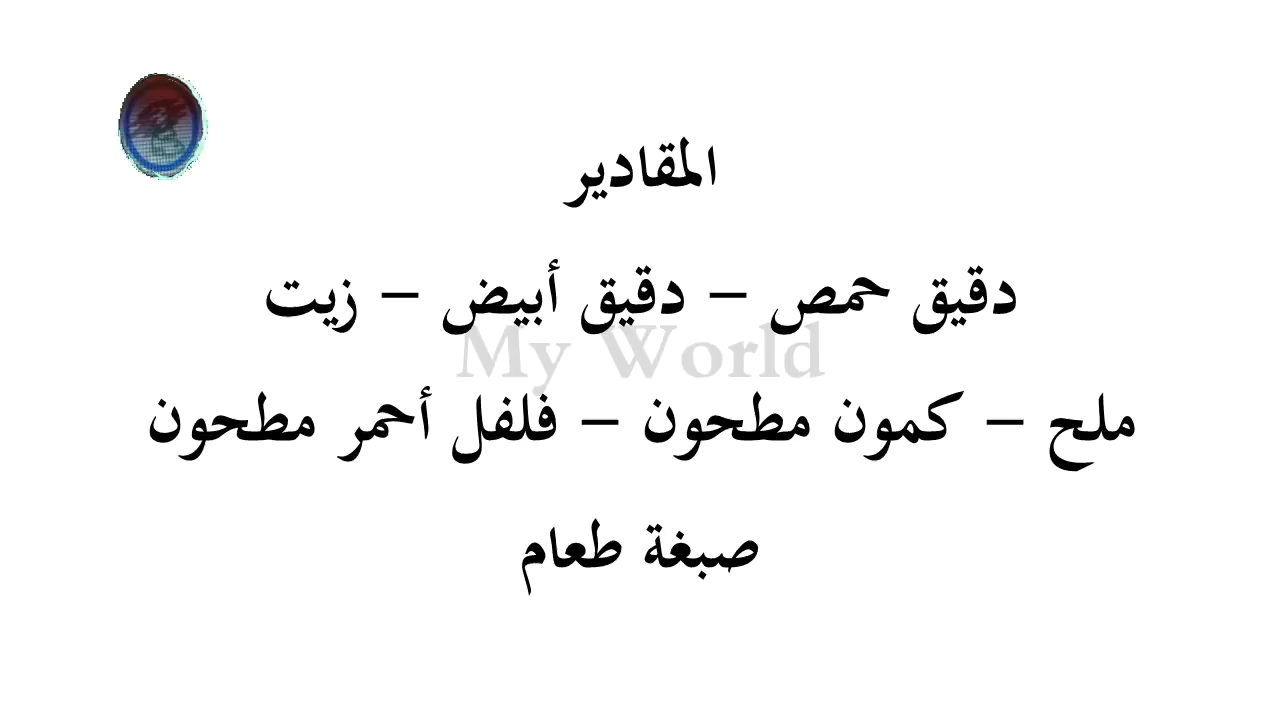 المقادير
دقيق حمص – دقيق أبيض – زيت
My World
ملح – كمون مطحون – فلفل أحمر مطحون
صبغة طعام